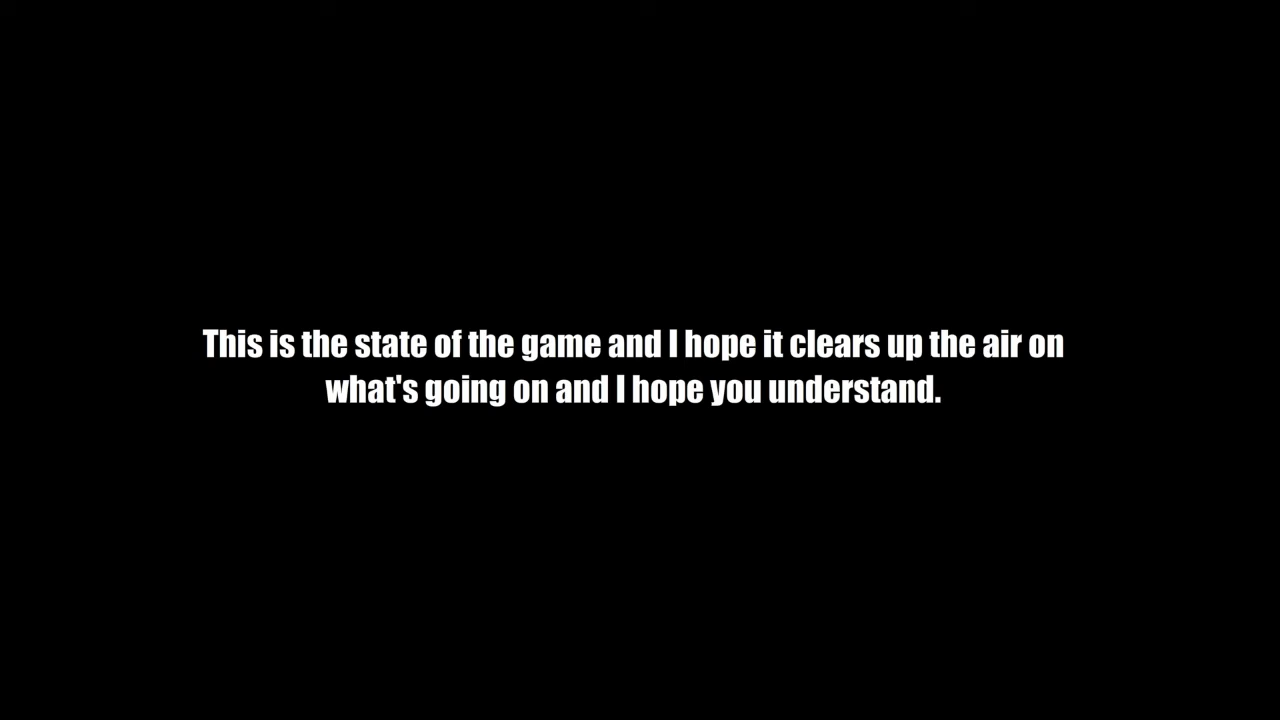 This is the state of the game and I hope it clears up the air on
what's going on and I hope you understand.